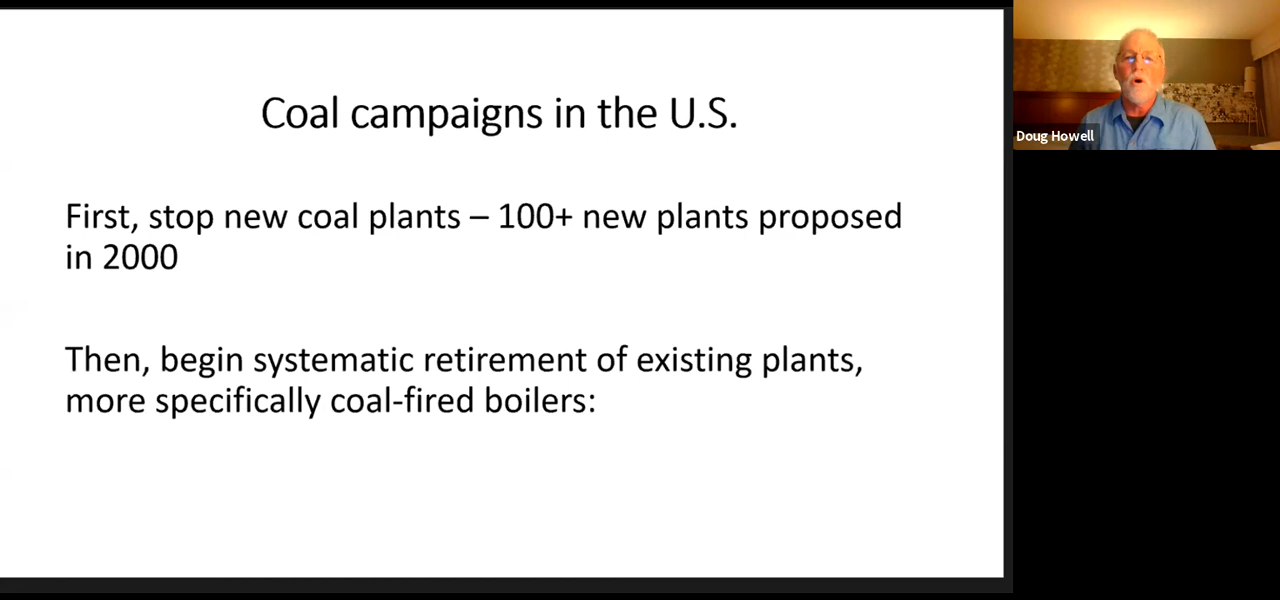 Coal campaigns in the U.S.
First, stop new coal plants – 100+ new plants proposed
in 2000
Then, begin systematic retirement of existing plants,
more specifically coal-fired boilers:
Doug Howell